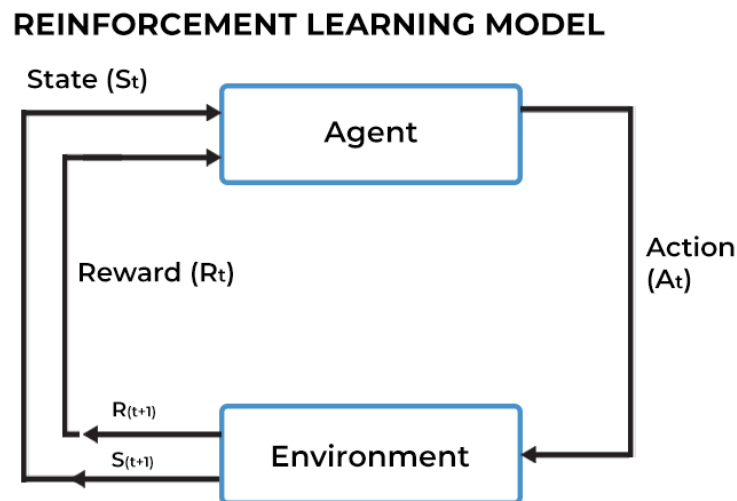 REINFORCEMENT LEARNING MODEL
State (St)
Agent
Reward (Rt)
Action
(At)
R(t+1)
S(t+1)
Environment